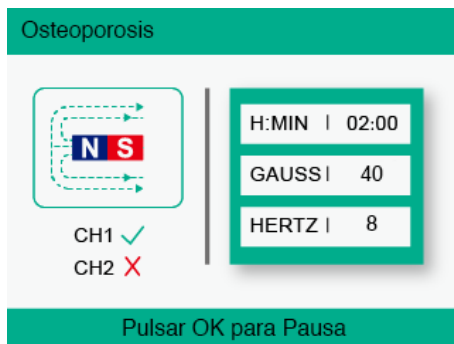 Osteoporosis
N S
CH1 ✓
CH2 X
H:MIN | 02:00
GAUSS | 40
HERTZ | 8
Pulsar OK para Pausa